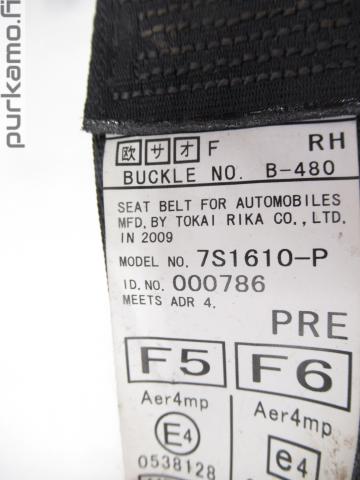 purkamo.fi
欧 サ オ F RH
BUCKLE NO. B-480
SEAT BELT FOR AUTOMOBILES
MFD. BY TOKAI RIKA CO., LTD.
IN 2009
MODEL NO. 7S1610-P
I D. NO. 000786
MEETS ADR 4.
PRE
F5 F6
Aer4mp Aer4mp
E4 e4
0538128